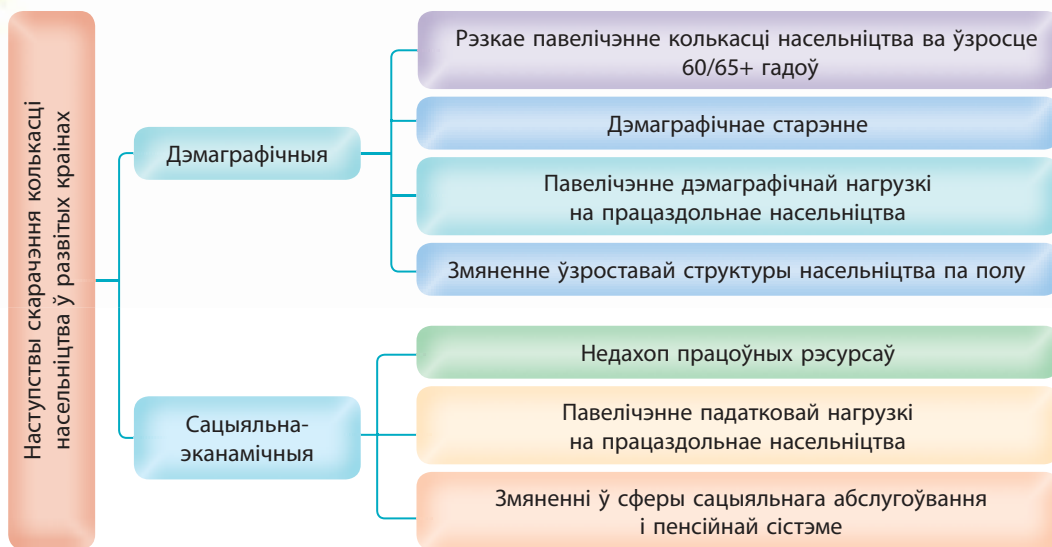 Наступствы скарачэння колькасці
насельніцтва ў развітых краінах
Дэмаграфічныя
Рэзкае павелічэнне колькасці насельніцтва ва ўзросце
60/65+ гадоў
Дэмаграфічнае старэнне
Павелічэнне дэмаграфічнай нагрузкі
на працаздольнае насельніцтва
Змяненне ўзроставай структуры насельніцтва па полу
Сацыяльна-
эканамічныя
Недахоп працоўных рэсурсаў
Павелічэнне падатковай нагрузкі
на працаздольнае насельніцтва
Змяненні ў сферы сацыяльнага абслугоўвання
і пенсійнай сістэме